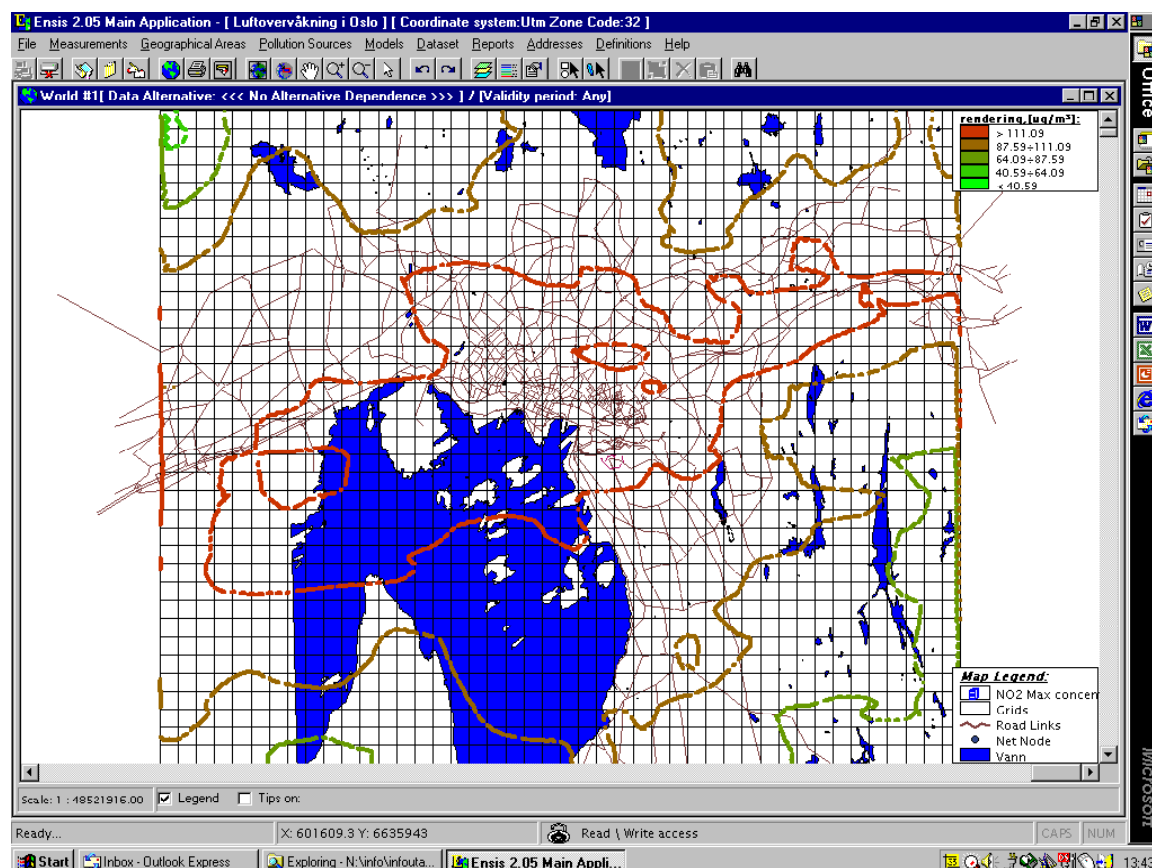 Ensis 2.05 Main Application - [ Luftovervåkning i Oslo ] [ Coordinate system:Utm Zone Code:32 ]
File Measurements Geographical Areas Pollution Sources Models Dataset Reports Addresses Definitions Help
World #1[ Data Alternative: <<< No Alternative Dependence >>> ] / [Validity period: Any]
rendering,[ug/m³]:
> 111.09
87.59÷111.09
64.09÷87.59
40.59÷64.09
< 40.59
Office
Map Legend:
NO2 Max concen
Grids
Road Links
Net Node
Vann
Microsoft
Scale: 1 : 48521916.00 Legend Tips on:
Ready... X: 601609.3 Y: 6635943 Read \ Write access CAPS NUM
Start Inbox - Outlook Express Exploring - N:\info\infouta... Ensis 2.05 Main Appli... 13:43